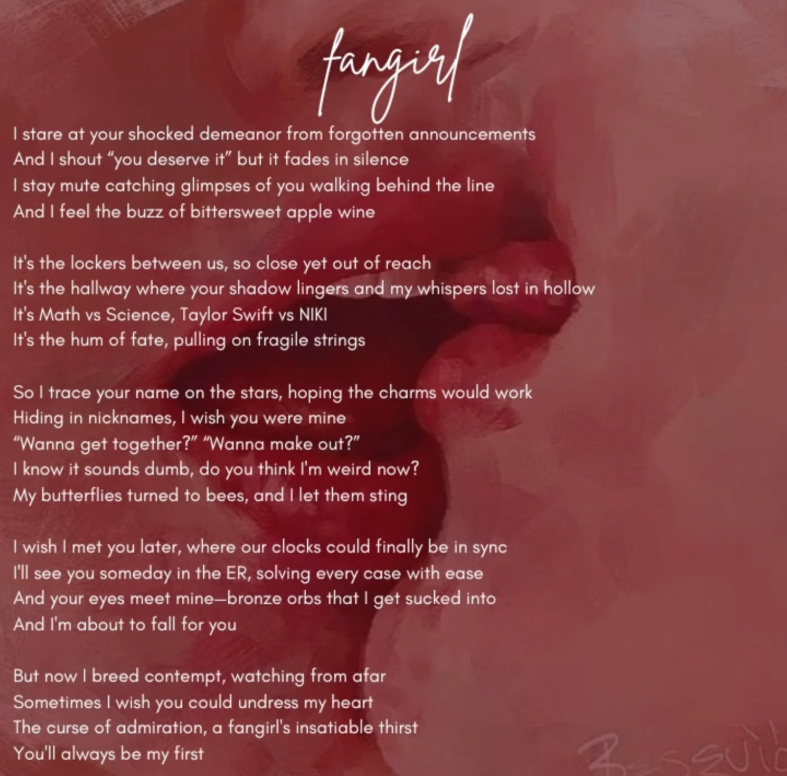 fangirl
I stare at your shocked demeanor from forgotten announcements
And I shout “you deserve it” but it fades in silence
I stay mute catching glimpses of you walking behind the line
And I feel the buzz of bittersweet apple wine
It's the lockers between us, so close yet out of reach
It's the hallway where your shadow lingers and my whispers lost in hollow
It's Math vs Science, Taylor Swift vs NIKI
It's the hum of fate, pulling on fragile strings
So I trace your name on the stars, hoping the charms would work
Hiding in nicknames, I wish you were mine
“Wanna get together?” “Wanna make out?”
I know it sounds dumb, do you think I'm weird now?
My butterflies turned to bees, and I let them sting
I wish I met you later, where our clocks could finally be in sync
I'll see you someday in the ER, solving every case with ease
And your eyes meet mine—bronze orbs that I get sucked into
And I'm about to fall for you
But now I breed contempt, watching from afar
Sometimes I wish you could undress my heart
The curse of admiration, a fangirl's insatiable thirst
You'll always be my first